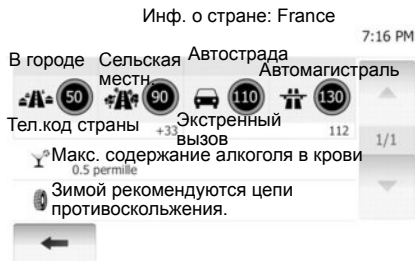 Инф. о стране: France
7:16 PM
В городе
Сельская местн.
Автострада
Автомагистраль
50
90
110
130
Тел.код страны
+33
Экстренный вызов
112
1/1
Макс. содержание алкоголя в крови
0.5 permille
Зимой рекомендуются цепи
противоскольжения.